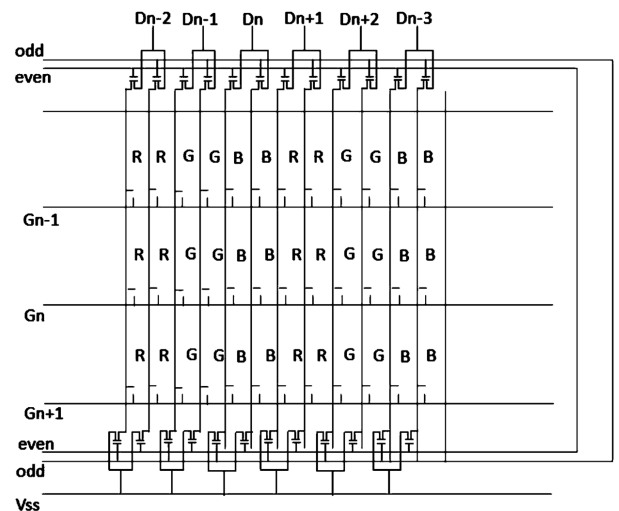 Dn-2 Dn-1 Dn Dn+1 Dn+2 Dn-3
odd
even
R R G G B B R R G G B B
Gn-1
R R G G B B R R G G B B
Gn
R R G G B B R R G G B B
Gn+1
even
odd
Vss